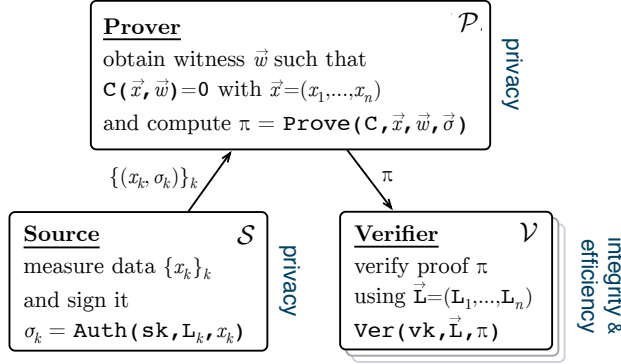 Prover
𝒫.
obtain witness w⃗ such that
C(x⃗,w⃗)=0 with x⃗=(x₁,...,xₙ)
and compute π = Prove(C,x⃗,w⃗,σ⃗)
privacy
{(xₖ, σₖ)}ₖ
π
Source
𝒮
measure data {xₖ}ₖ
and sign it
σₖ = Auth(sk,Lₖ,xₖ)
privacy
Verifier
𝒱
verify proof π
using L⃗=(L₁,...,Lₙ)
Ver(vk,L⃗,π)
integrity &
efficiency